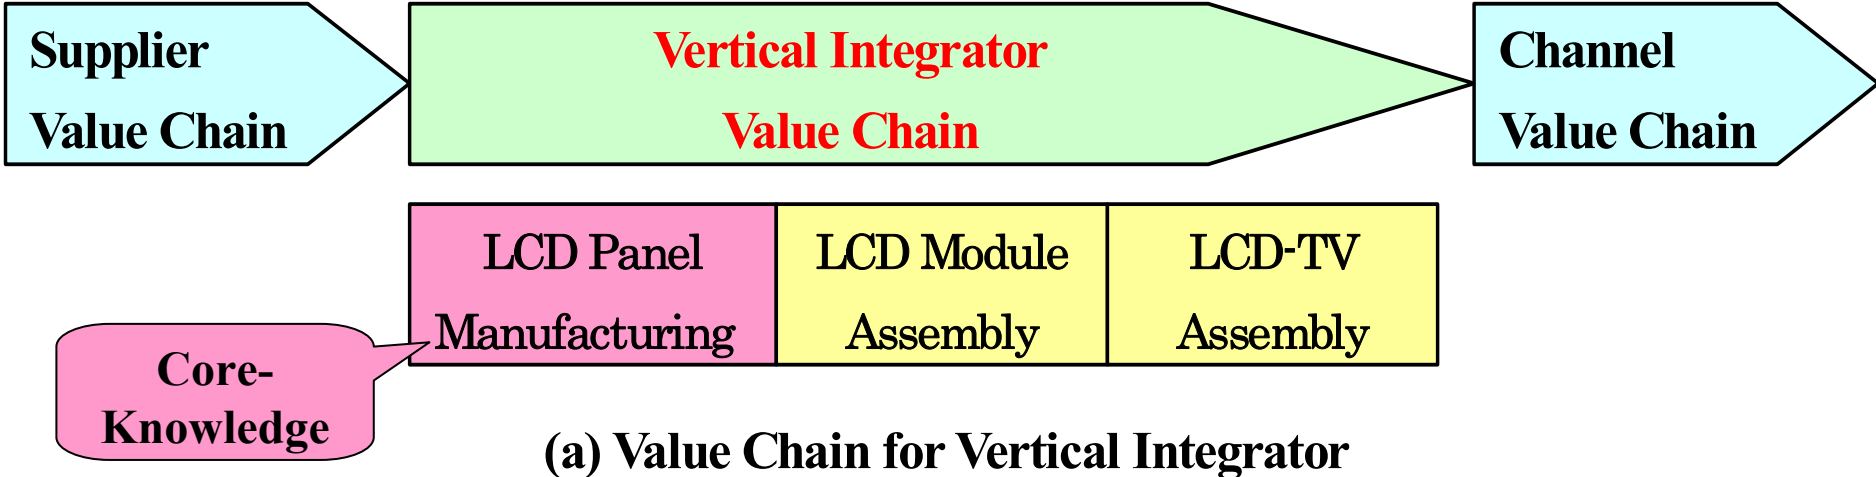 Supplier
Value Chain
Vertical Integrator
Value Chain
Channel
Value Chain
LCD Panel
Manufacturing
LCD Module
Assembly
LCD-TV
Assembly
Core-
Knowledge
(a) Value Chain for Vertical Integrator